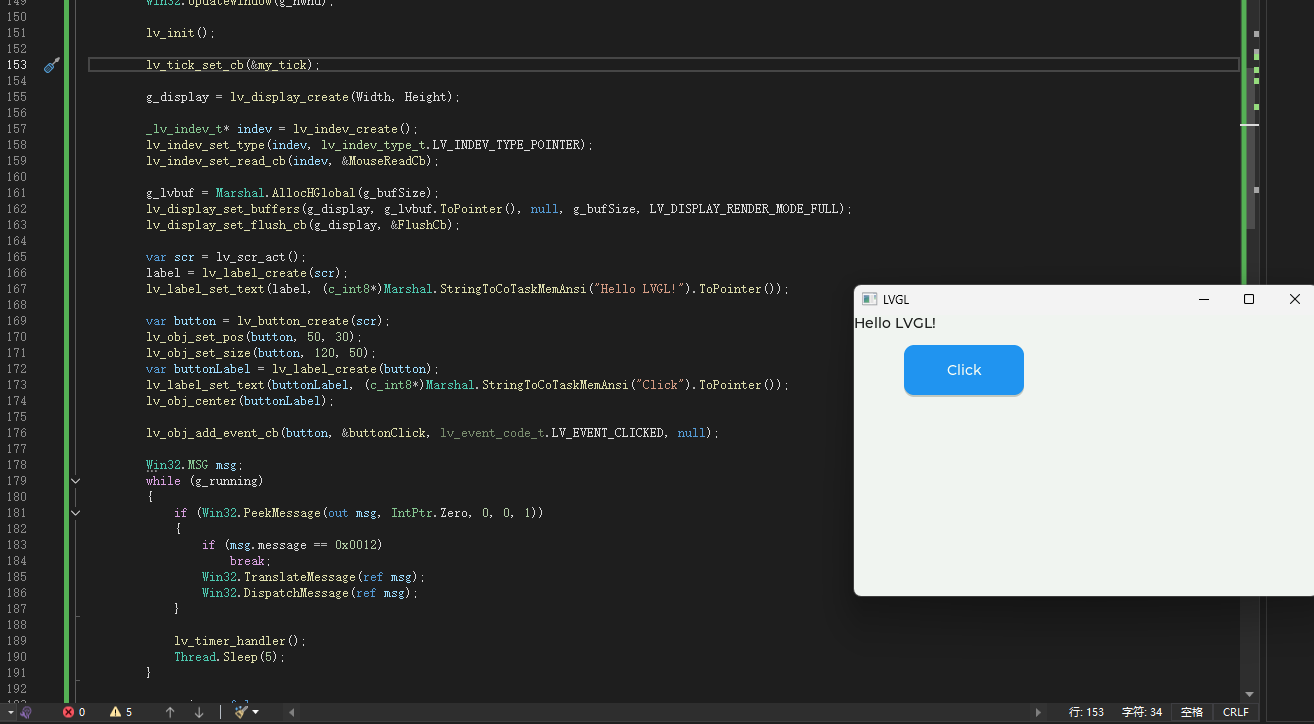 149 Win32.UpdateWindow(g_hwnd);
150
151 lv_init();
152
153 lv_tick_set_cb(&my_tick);
154
155 g_display = lv_display_create(Width, Height);
156
157 _lv_indev_t* indev = lv_indev_create();
158 lv_indev_set_type(indev, lv_indev_type_t.LV_INDEV_TYPE_POINTER);
159 lv_indev_set_read_cb(indev, &MouseReadCb);
160
161 g_lvbuf = Marshal.AllocHGlobal(g_bufSize);
162 lv_display_set_buffers(g_display, g_lvbuf.ToPointer(), null, g_bufSize, LV_DISPLAY_RENDER_MODE_FULL);
163 lv_display_set_flush_cb(g_display, &FlushCb);
164
165 var scr = lv_scr_act();
166 label = lv_label_create(scr);
167 lv_label_set_text(label, (c_int8*)Marshal.StringToCoTaskMemAnsi("Hello LVGL!").ToPointer());
168
169 var button = lv_button_create(scr);
170 lv_obj_set_pos(button, 50, 30);
171 lv_obj_set_size(button, 120, 50);
172 var buttonLabel = lv_label_create(button);
173 lv_label_set_text(buttonLabel, (c_int8*)Marshal.StringToCoTaskMemAnsi("Click").ToPointer());
174 lv_obj_center(buttonLabel);
175
176 lv_obj_add_event_cb(button, &buttonClick, lv_event_code_t.LV_EVENT_CLICKED, null);
177
178 Win32.MSG msg;
179 while (g_running)
180 {
181 if (Win32.PeekMessage(out msg, IntPtr.Zero, 0, 0, 1))
182 {
183 if (msg.message == 0x0012)
184 break;
185 Win32.TranslateMessage(ref msg);
186 Win32.DispatchMessage(ref msg);
187 }
188
189 lv_timer_handler();
190 Thread.Sleep(5);
191 }
192
LVGL
Hello LVGL!
Click
0 5 行: 153 字符: 34 空格 CRLF